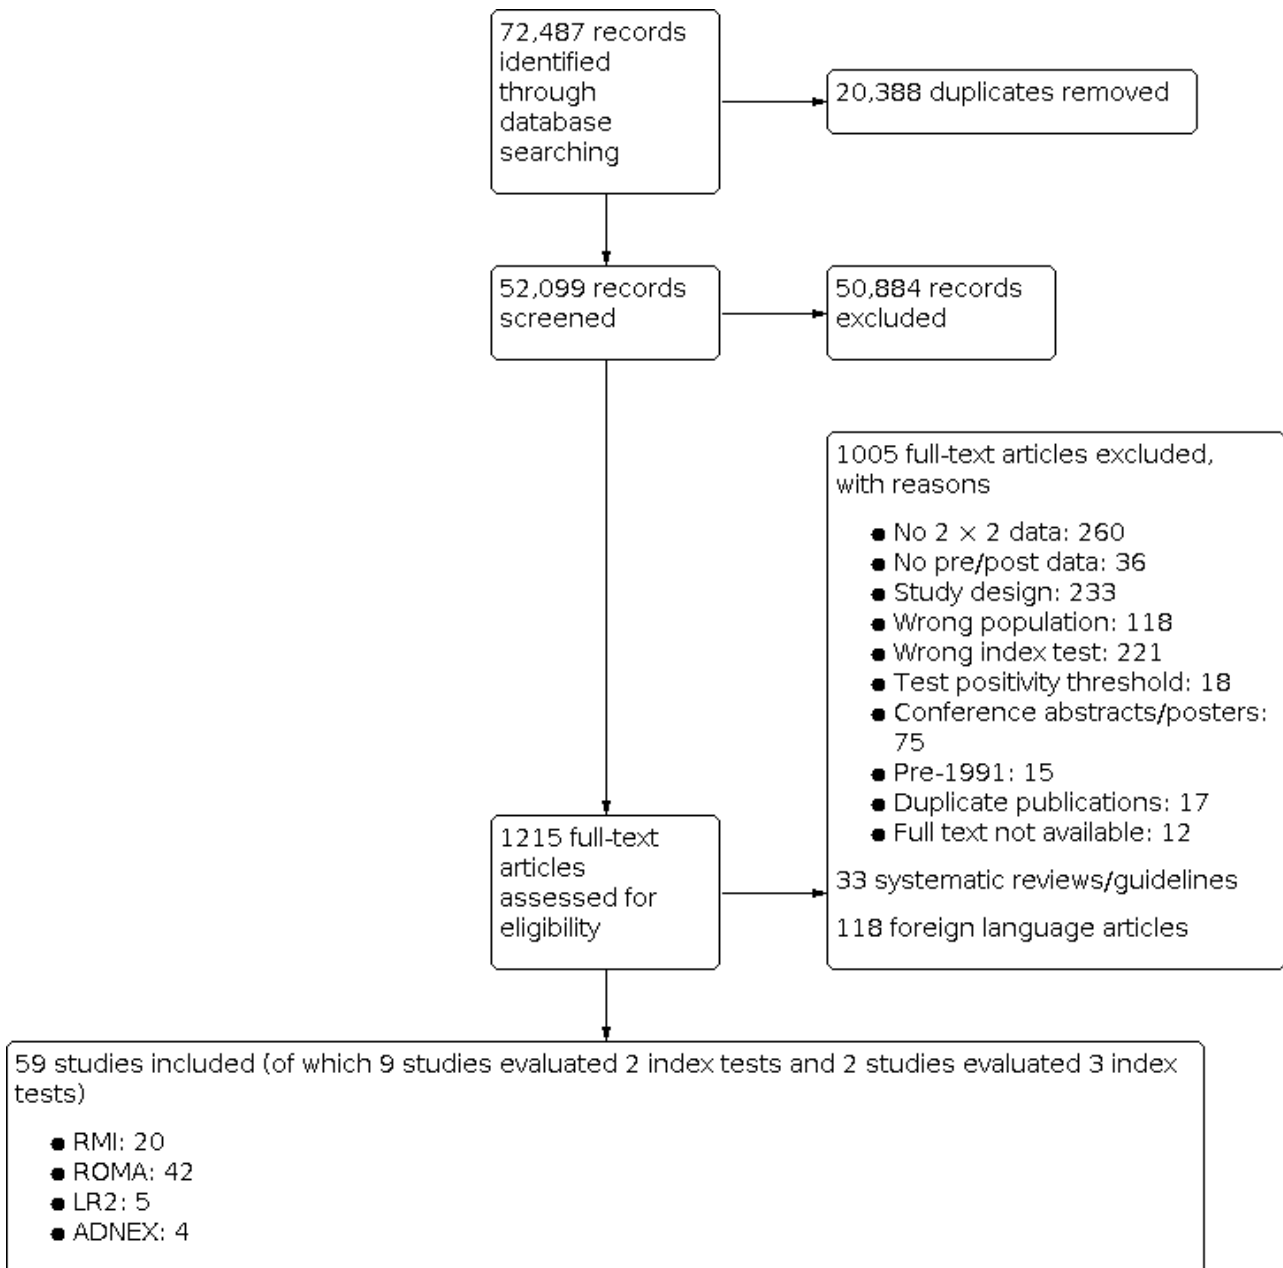 72,487 records
identified
through
database
searching
20,388 duplicates removed
52,099 records
screened
50,884 records
excluded
1005 full-text articles excluded,
with reasons
● No 2 × 2 data: 260
● No pre/post data: 36
● Study design: 233
● Wrong population: 118
● Wrong index test: 221
● Test positivity threshold: 18
● Conference abstracts/posters:
75
● Pre-1991: 15
● Duplicate publications: 17
● Full text not available: 12
33 systematic reviews/guidelines
118 foreign language articles
1215 full-text
articles
assessed for
eligibility
59 studies included (of which 9 studies evaluated 2 index tests and 2 studies evaluated 3 index
tests)
● RMI: 20
● ROMA: 42
● LR2: 5
● ADNEX: 4